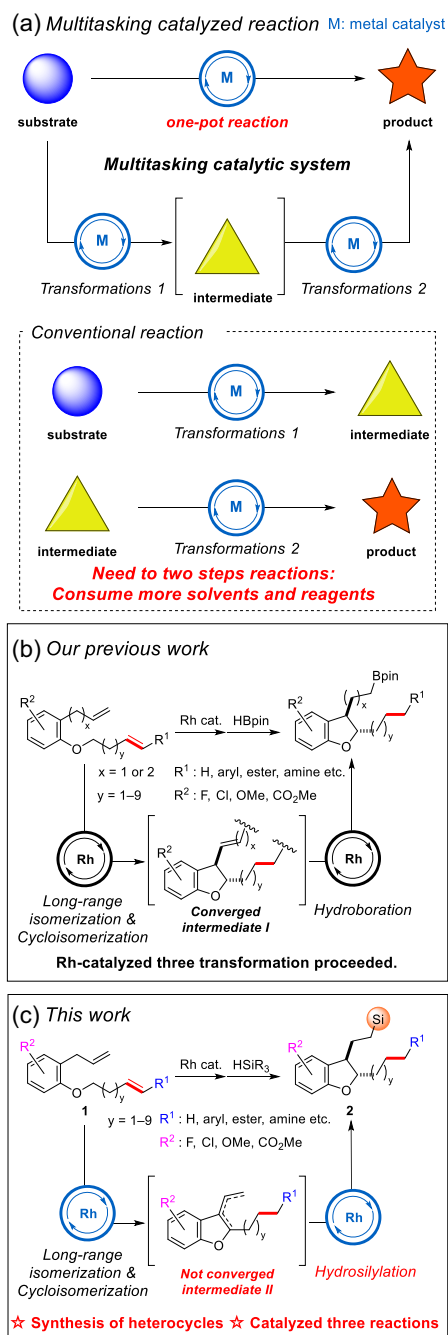 (a) Multitasking catalyzed reaction M: metal catalyst
M
substrate one-pot reaction product
Multitasking catalytic system
M M
Transformations 1 intermediate Transformations 2
Conventional reaction
M
substrate Transformations 1 intermediate
M
intermediate Transformations 2 product
Need to two steps reactions:
Consume more solvents and reagents
(b) Our previous work
Bpin
R2 ( )x Rh cat. HBpin R2 ( )x R1
O ( )y R1 O ( )y
x = 1 or 2 R1 : H, aryl, ester, amine etc.
y = 1–9 R2 : F, Cl, OMe, CO2Me
R2 ( )x
Rh O ( )y Rh
Long-range isomerization & Cycloisomerization
Converged intermediate I
Hydroboration
Rh-catalyzed three transformation proceeded.
(c) This work
Si
R2 Rh cat. HSiR3 R2 R1
O ( )y R1 O ( )y
1 2
y = 1–9 R1 : H, aryl, ester, amine etc.
R2 : F, Cl, OMe, CO2Me
R2 R1
Rh O ( )y Rh
Long-range isomerization & Cycloisomerization
Not converged intermediate II
Hydrosilylation
☆ Synthesis of heterocycles ☆ Catalyzed three reactions